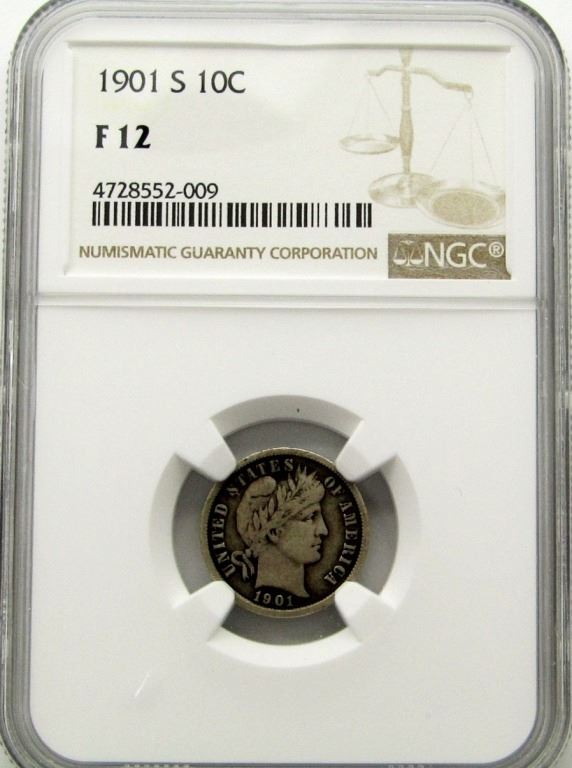 1901 S 10C
F 12
4728552-009
NUMISMATIC GUARANTY CORPORATION
NGC®
UNITED STATES OF AMERICA
1901